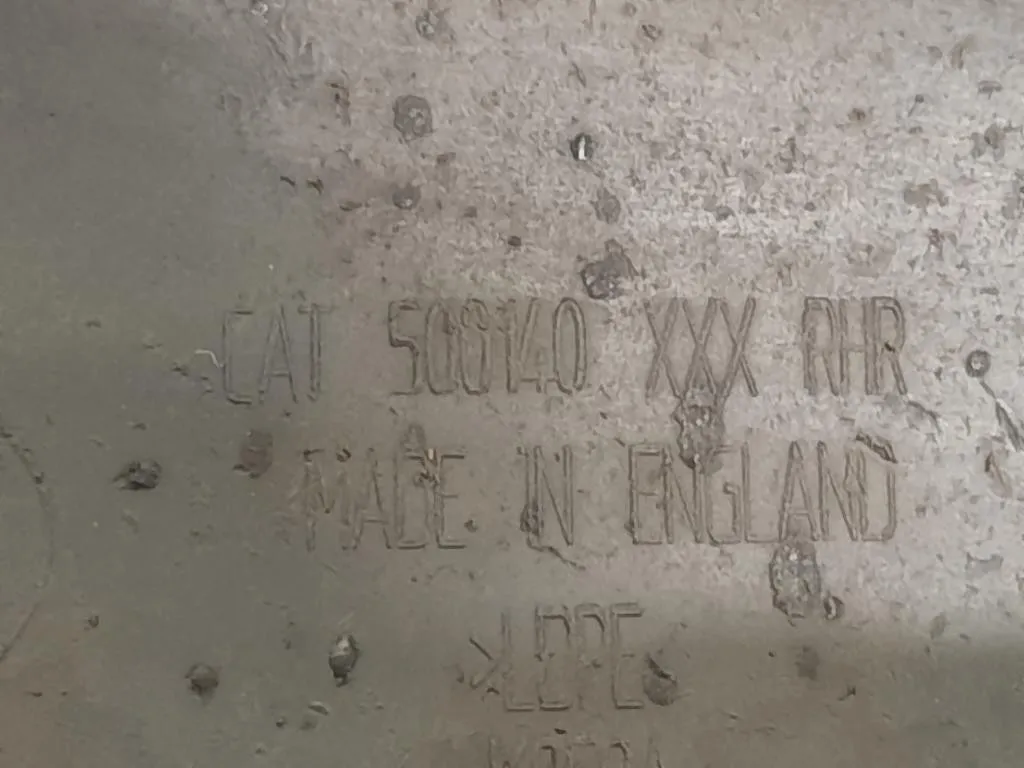 CAT 500140 XXX RHR
MADE IN ENGLAND
>LDPE